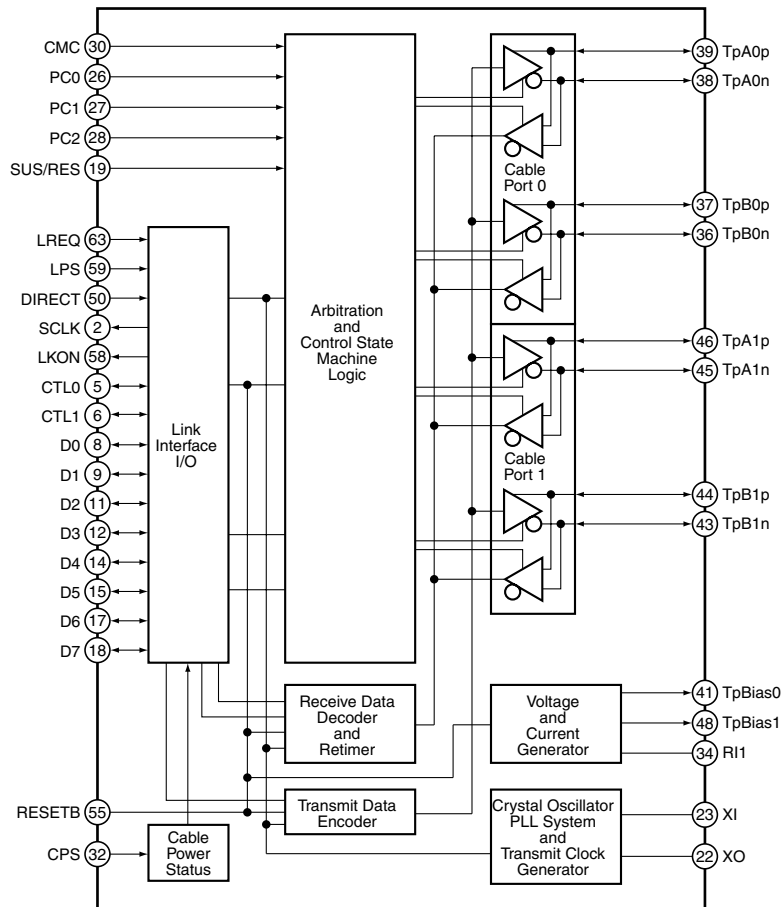 CMC 30
PC0 26
PC1 27
PC2 28
SUS/RES 19
LREQ 63
LPS 59
DIRECT 50
SCLK 2
LKON 58
CTL0 5
CTL1 6
D0 8
D1 9
D2 11
D3 12
D4 14
D5 15
D6 17
D7 18
RESETB 55
CPS 32
Link
Interface
I/O
Cable
Power
Status
Arbitration
and
Control State
Machine
Logic
Receive Data
Decoder
and
Retimer
Transmit Data
Encoder
Cable
Port 0
Cable
Port 1
Voltage
and
Current
Generator
Crystal Oscillator
PLL System
and
Transmit Clock
Generator
39 TpA0p
38 TpA0n
37 TpB0p
36 TpB0n
46 TpA1p
45 TpA1n
44 TpB1p
43 TpB1n
41 TpBias0
48 TpBias1
34 RI1
23 XI
22 XO